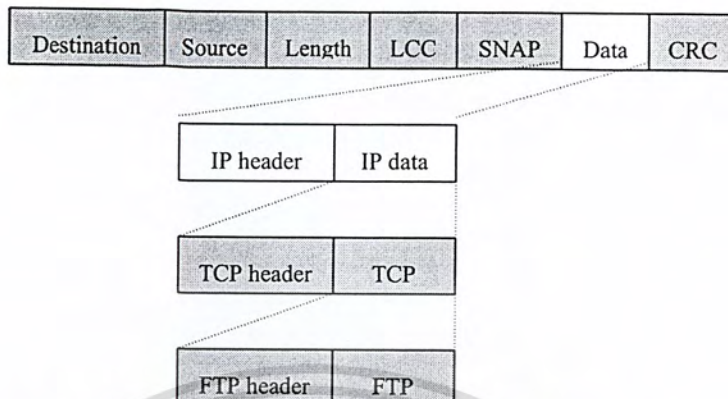 Destination Source Length LCC SNAP Data CRC
IP header IP data
TCP header TCP
FTP header FTP